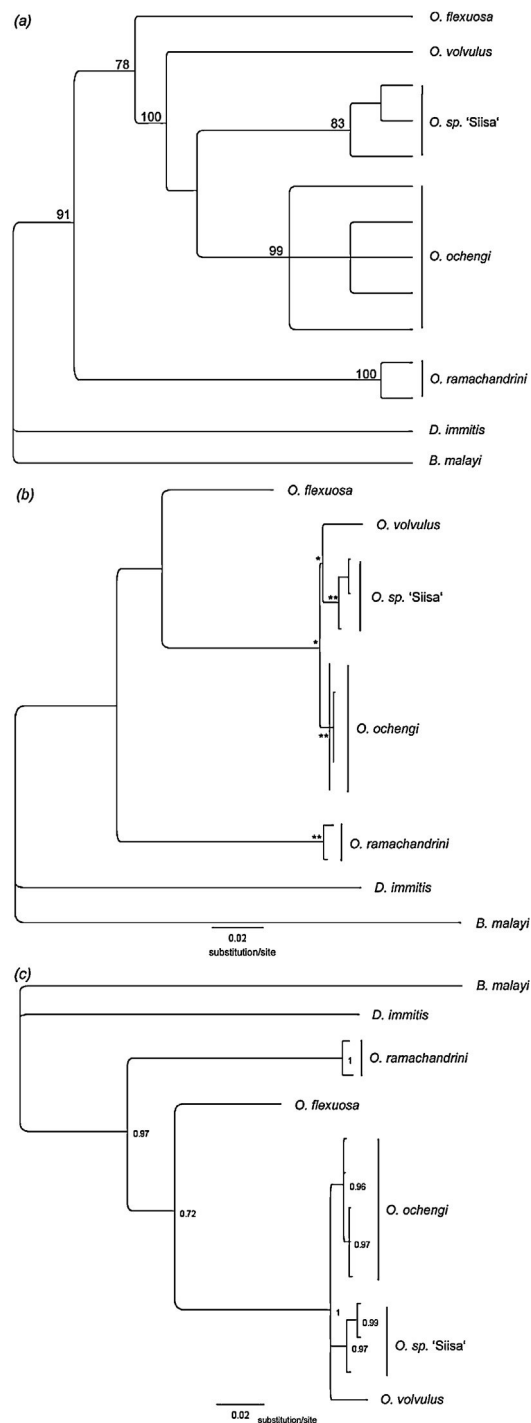 (a)
O. flexuosa
78
O. volvulus
100
83
O. sp. 'Siisa'
91
99
O. ochengi
100
O. ramachandrini
D. immitis
B. malayi
(b)
O. flexuosa
O. volvulus
*
**
O. sp. 'Siisa'
*
**
O. ochengi
**
O. ramachandrini
D. immitis
B. malayi
0.02
substitution/site
(c)
B. malayi
D. immitis
1
O. ramachandrini
O. flexuosa
0.97
0.96
0.72
O. ochengi
0.97
1
0.99
0.97
O. sp. 'Siisa'
O. volvulus
0.02
substitution/site